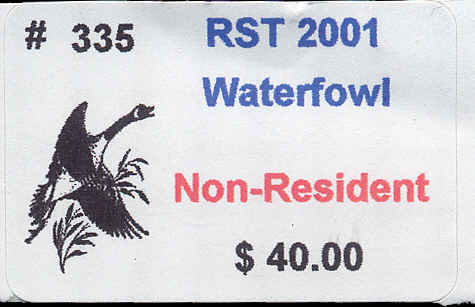 # 335 RST 2001
Waterfowl
Non-Resident
$ 40.00